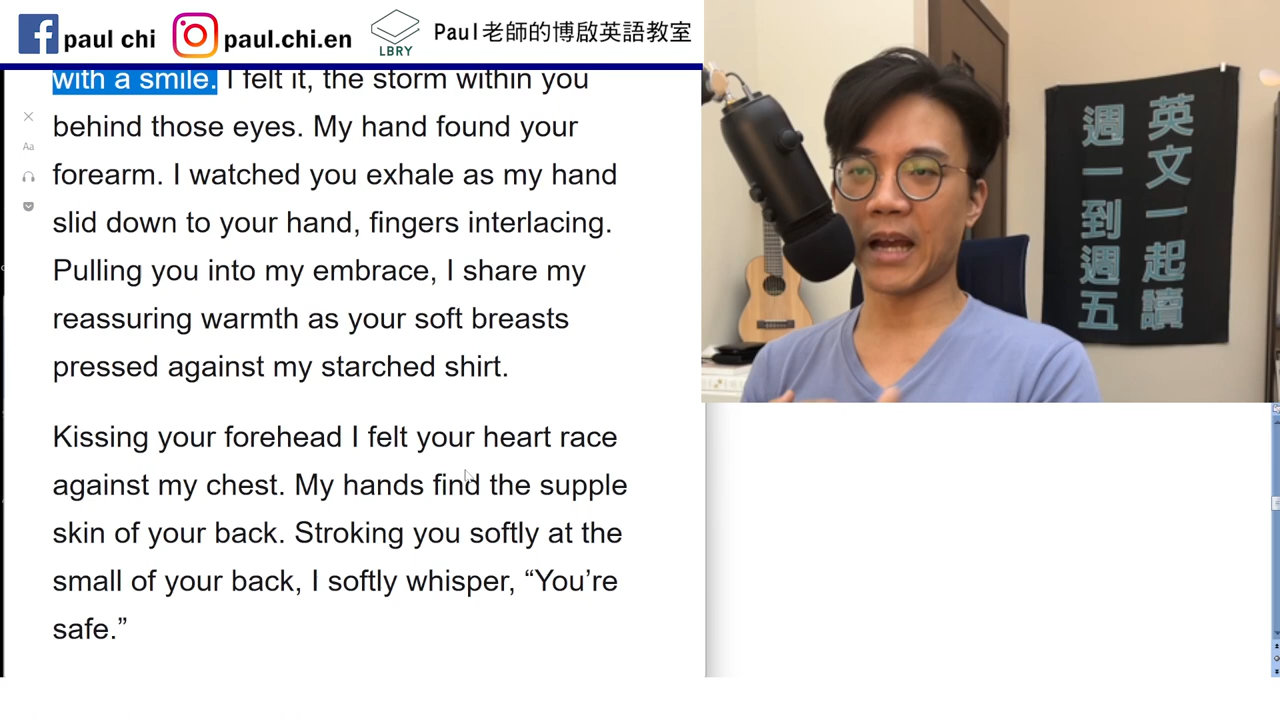 paul chi
paul.chi.en
LBRY
Paul老師的博啟英語教室
with a smile. I felt it, the storm within you
behind those eyes. My hand found your
forearm. I watched you exhale as my hand
slid down to your hand, fingers interlacing.
Pulling you into my embrace, I share my
reassuring warmth as your soft breasts
pressed against my starched shirt.
Kissing your forehead I felt your heart race
against my chest. My hands find the supple
skin of your back. Stroking you softly at the
small of your back, I softly whisper, “You’re
safe.”
Aa
英文一起讀
週一到週五